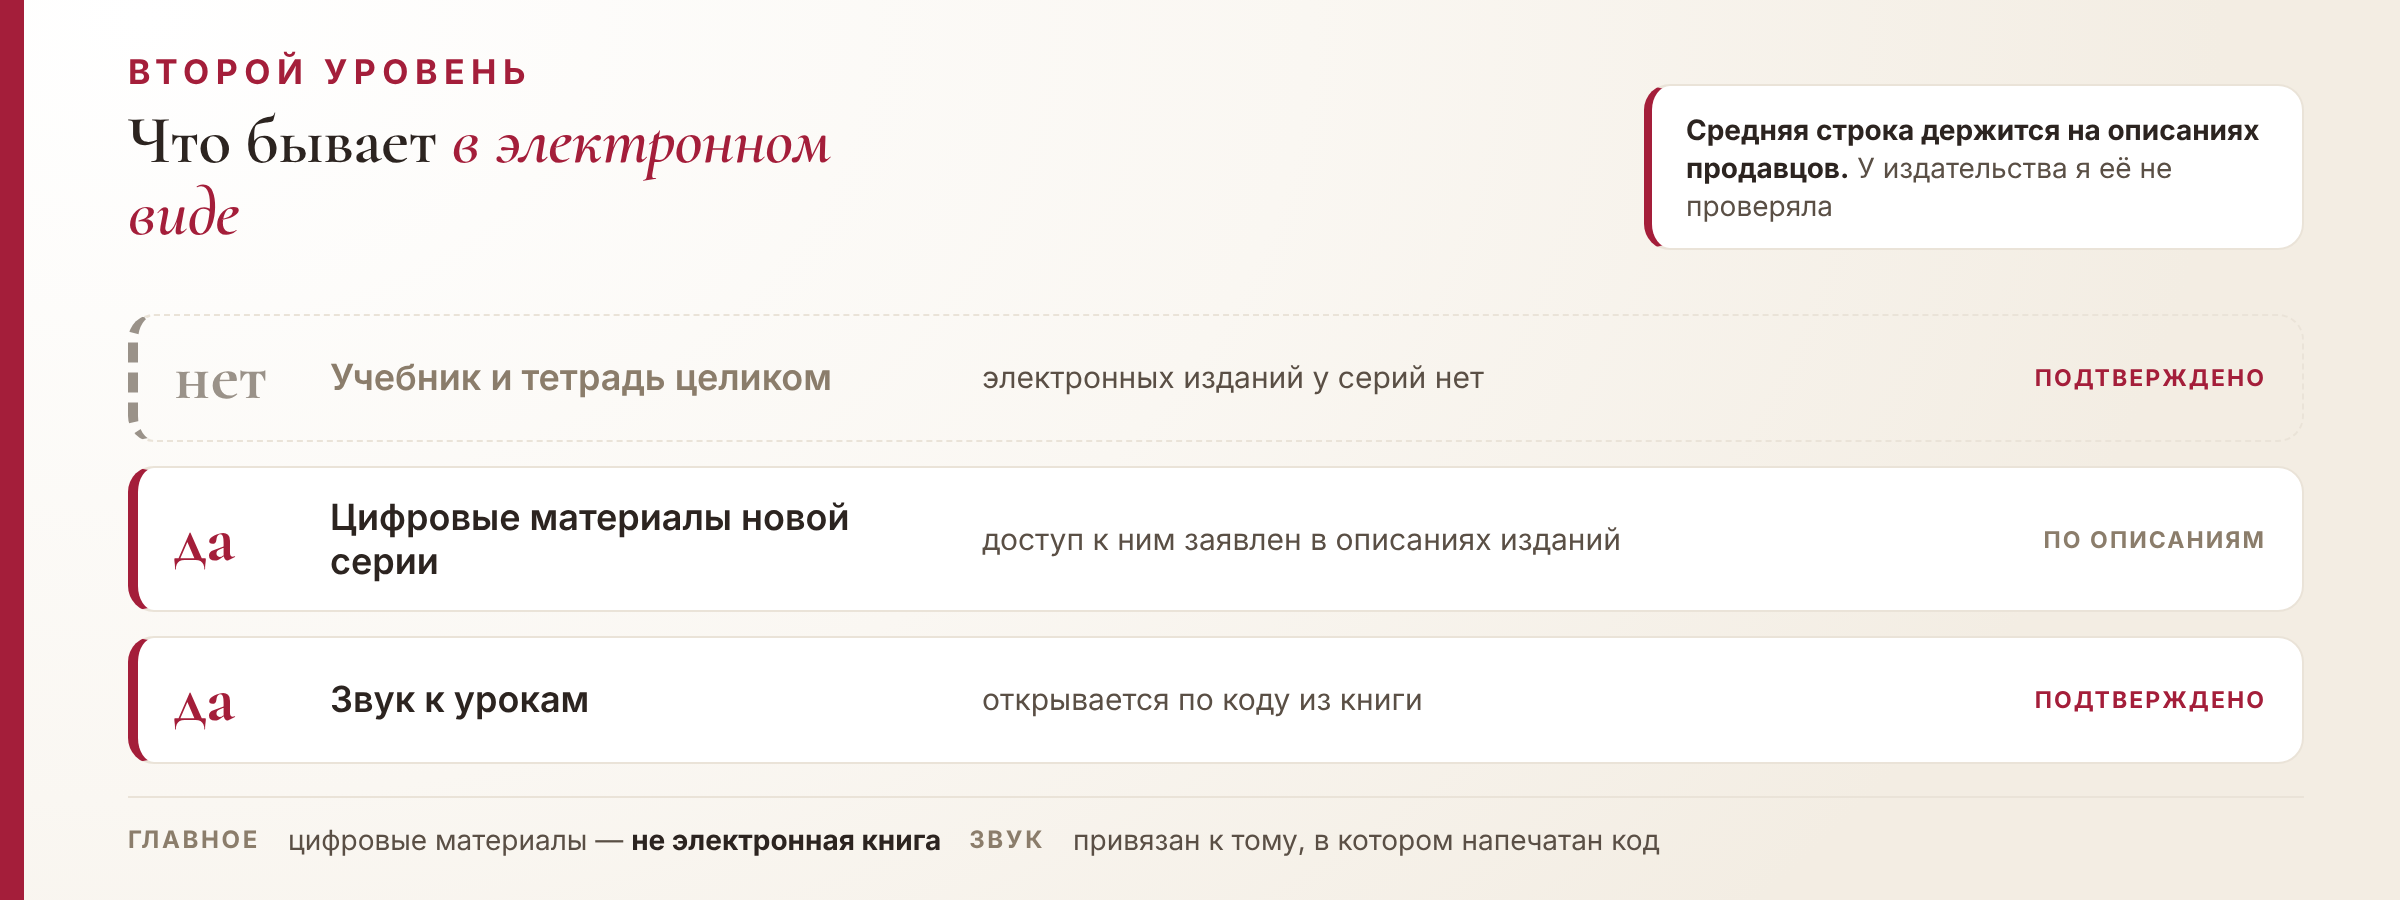 ВТОРОЙ УРОВЕНЬ
Что бывает в электронном
виде
Средняя строка держится на описаниях
продавцов. У издательства я её не
проверяла
нет
Учебник и тетрадь целиком
электронных изданий у серий нет
ПОДТВЕРЖДЕНО
да
Цифровые материалы новой
серии
доступ к ним заявлен в описаниях изданий
ПО ОПИСАНИЯМ
да
Звук к урокам
открывается по коду из книги
ПОДТВЕРЖДЕНО
ГЛАВНОЕ цифровые материалы — не электронная книга ЗВУК привязан к тому, в котором напечатан код